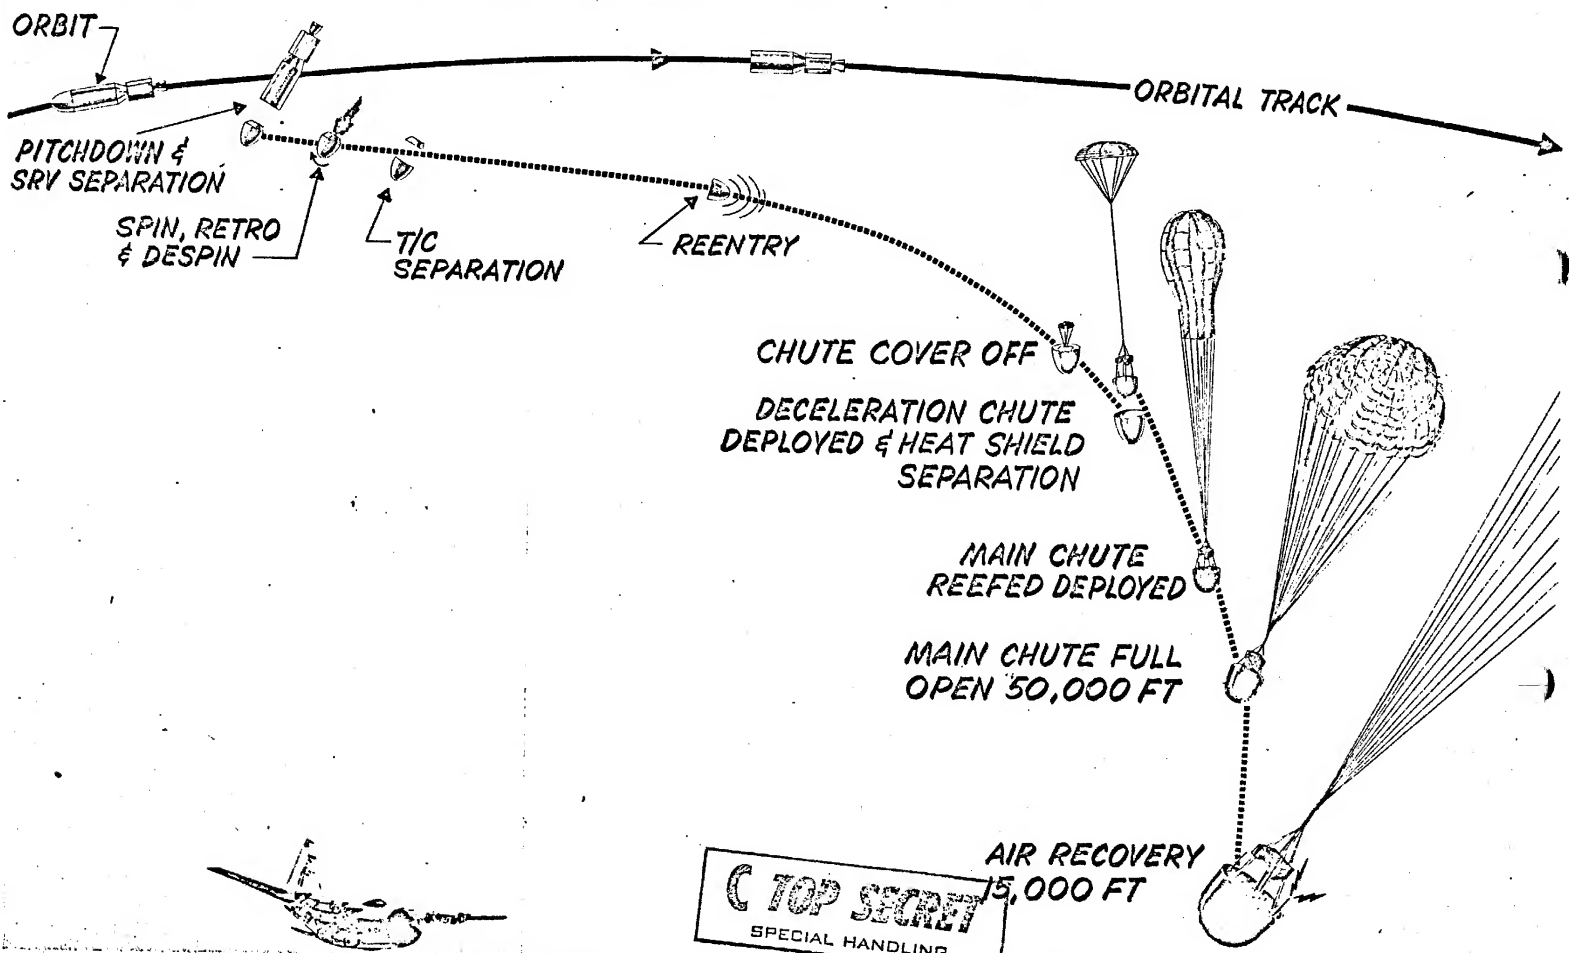 ORBIT
ORBITAL TRACK
PITCHDOWN &
SRV SEPARATION
SPIN, RETRO
& DESPIN
T/C
SEPARATION
REENTRY
CHUTE COVER OFF
DECELERATION CHUTE
DEPLOYED & HEAT SHIELD
SEPARATION
MAIN CHUTE
REEFED DEPLOYED
MAIN CHUTE FULL
OPEN 50,000 FT
AIR RECOVERY
15,000 FT
C TOP SECRET
SPECIAL HANDLING